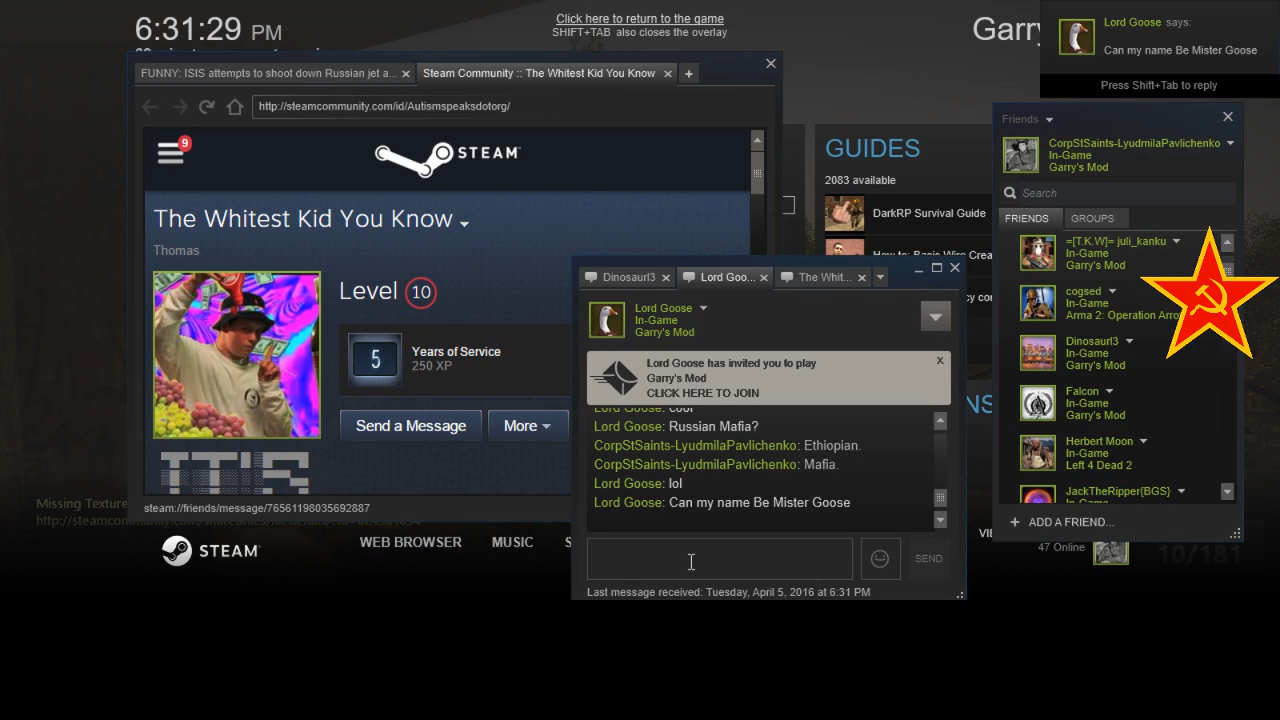 6:31:29 PM
Click here to return to the game
SHIFT+TAB also closes the overlay
Garry
Lord Goose says:
Can my name Be Mister Goose
Press Shift+Tab to reply
FUNNY: ISIS attempts to shoot down Russian jet a...
Steam Community :: The Whitest Kid You Know
http://steamcommunity.com/id/Autismspeaksdotorg/
9
STEAM
The Whitest Kid You Know
Thomas
Level 10
5
Years of Service
250 XP
Send a Message
More
steam://friends/message/76561198035692887
Missing Texture
http://steamcommunity.com/
STEAM
WEB BROWSER
MUSIC
S
GUIDES
2083 available
DarkRP Survival Guide
How to: Basic Wire Crea
cy co
NS
VIE
Dinosaurl3
Lord Goo...
The Whit...
Lord Goose
In-Game
Garry's Mod
Lord Goose has invited you to play
Garry's Mod
CLICK HERE TO JOIN
x
Lord Goose: cool
Lord Goose: Russian Mafia?
CorpStSaints-LyudmilaPavlichenko: Ethiopian.
CorpStSaints-LyudmilaPavlichenko: Mafia.
Lord Goose: lol
Lord Goose: Can my name Be Mister Goose
SEND
Last message received: Tuesday, April 5, 2016 at 6:31 PM
Friends
CorpStSaints-LyudmilaPavlichenko
In-Game
Garry's Mod
Search
FRIENDS
GROUPS
=[T.K.W]= juli_kanku
In-Game
Garry's Mod
cogsed
In-Game
Arma 2: Operation Arro
Dinosaurl3
In-Game
Garry's Mod
Falcon
In-Game
Garry's Mod
Herbert Moon
In-Game
Left 4 Dead 2
JackTheRipper{BGS}
In-Game
+ ADD A FRIEND...
47 Online
10/181